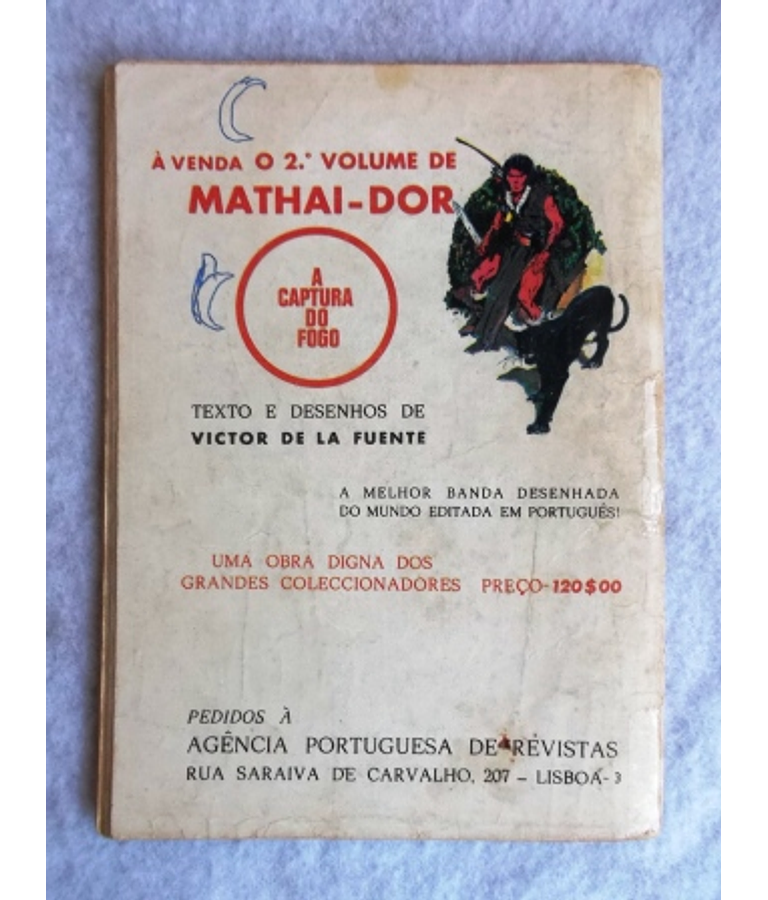 À VENDA O 2.º VOLUME DE
MATHAI-DOR
A
CAPTURA
DO
FOGO
TEXTO E DESENHOS DE
VICTOR DE LA FUENTE
A MELHOR BANDA DESENHADA
DO MUNDO EDITADA EM PORTUGUÊS!
UMA OBRA DIGNA DOS
GRANDES COLECCIONADORES PREÇO-120$00
PEDIDOS À
AGÊNCIA PORTUGUESA DE REVISTAS
RUA SARAIVA DE CARVALHO, 207 – LISBOA-3